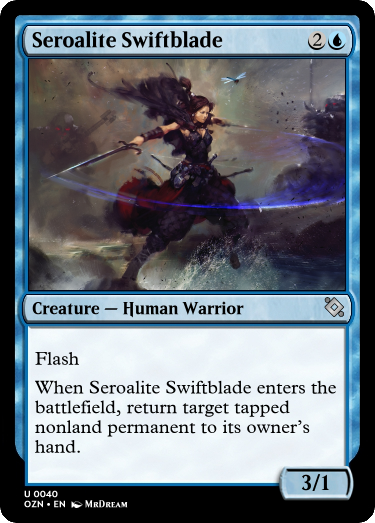 Seroalite Swiftblade 2
Creature — Human Warrior
Flash
When Seroalite Swiftblade enters the
battlefield, return target tapped
nonland permanent to its owner's
hand.
3/1
U 0040
OZN • EN MrDream